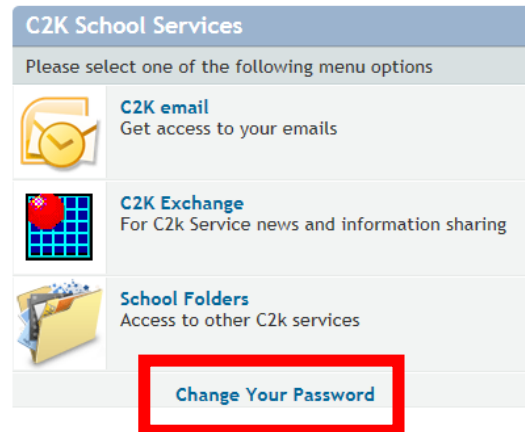 C2K School Services
Please select one of the following menu options
C2K email
Get access to your emails
C2K Exchange
For C2k Service news and information sharing
School Folders
Access to other C2k services
Change Your Password